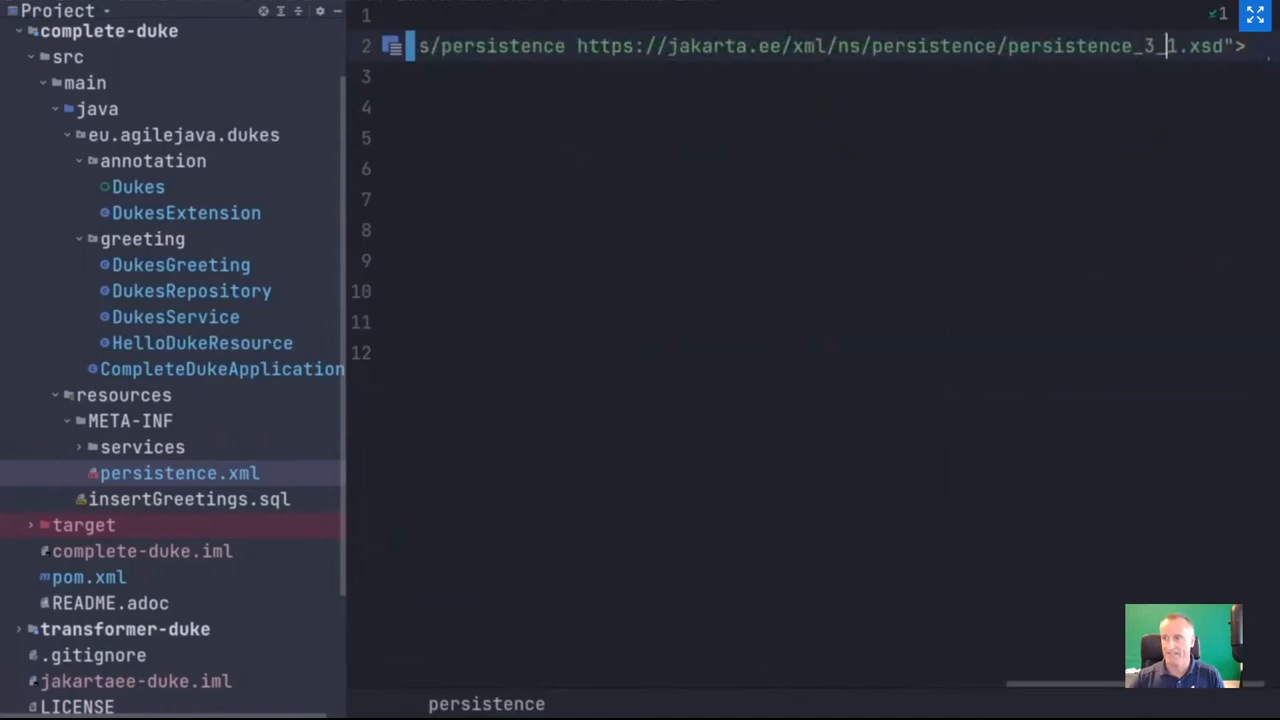 Project
complete-duke
src
main
java
eu.agilejava.dukes
annotation
Dukes
DukesExtension
greeting
DukesGreeting
DukesRepository
DukesService
HelloDukeResource
CompleteDukeApplication
resources
META-INF
services
persistence.xml
insertGreetings.sql
target
complete-duke.iml
pom.xml
README.adoc
transformer-duke
.gitignore
jakartaee-duke.iml
LICENSE
1
2 s/persistence https://jakarta.ee/xml/ns/persistence/persistence_3_1.xsd">
3
4
5
6
7
8
9
10
11
12
1
persistence